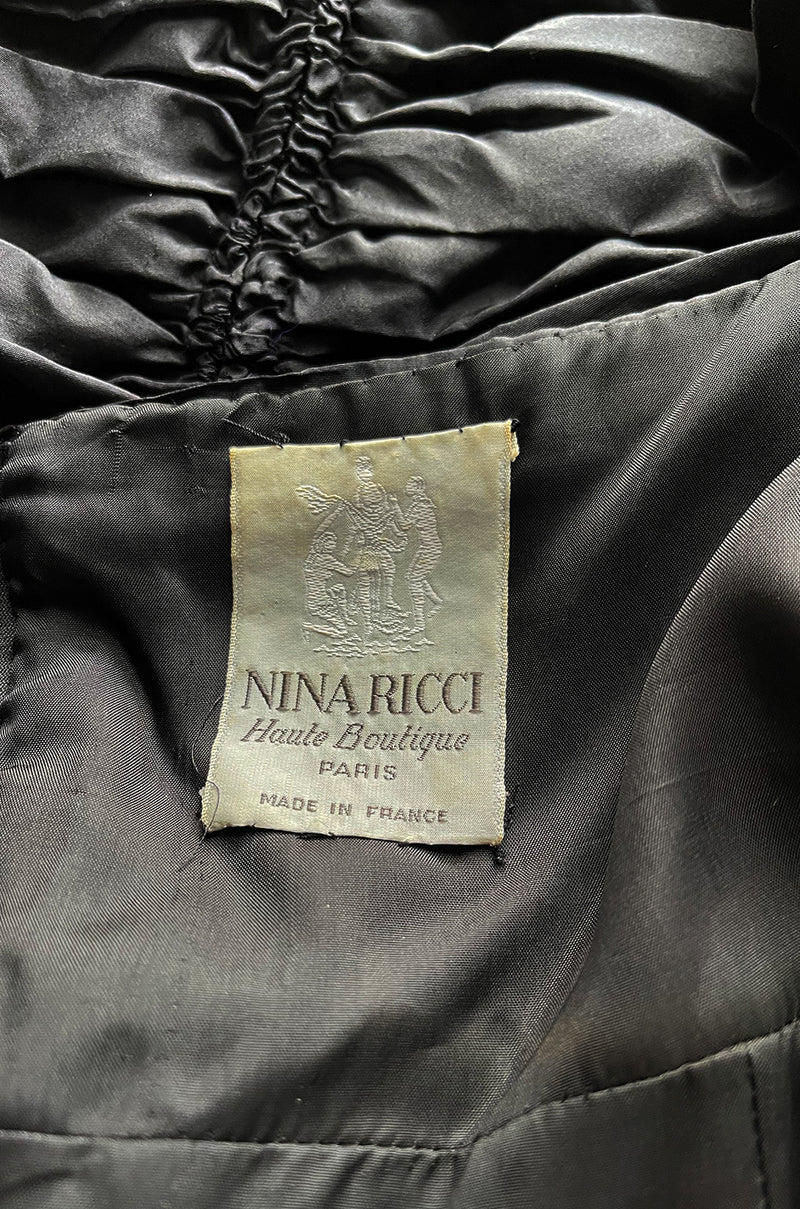 NINA RICCI
Haute Boutique
PARIS
MADE IN FRANCE